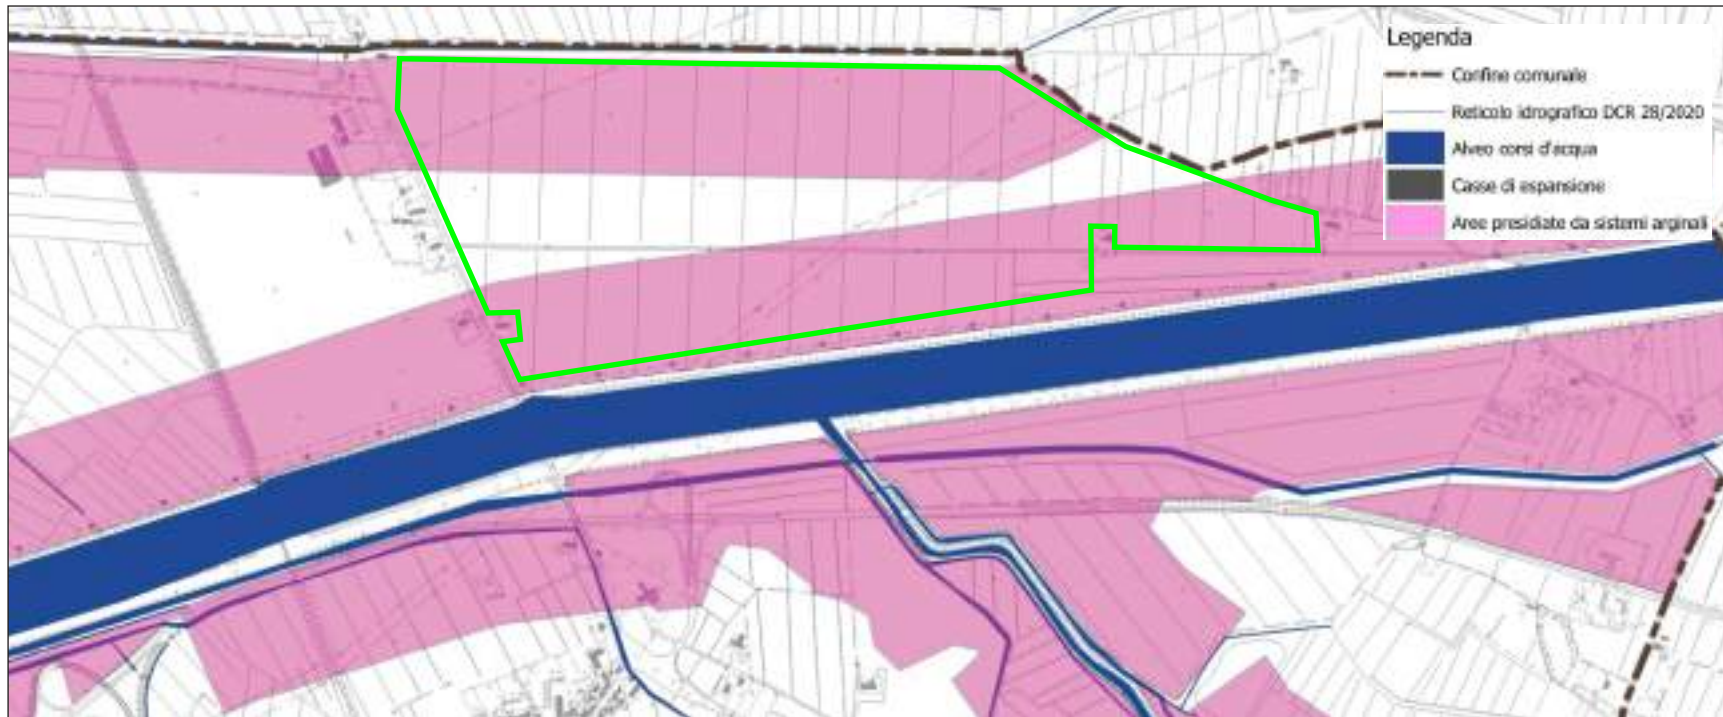 Legenda
Confine comunale
Reticolo idrografico DCR 28/2020
Alveo corsi d'acqua
Casse di espansione
Aree presidiate da sistemi arginali